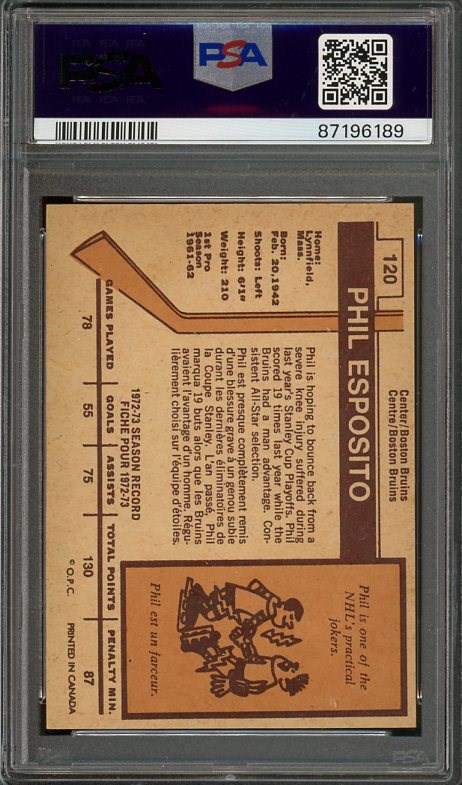 PSA
PSA
87196189
120
Center/Boston Bruins
Centre/Boston Bruins
PHIL ESPOSITO
Home:
Lynnfield,
Mass.
Born:
Feb. 20,1942
Shoots: Left
Height: 6'1"
Weight: 210
1st Pro
Season
1961-62
Phil is hoping to bounce back from a
severe knee injury suffered during
last year's Stanley Cup Playoffs. Phil
scored 19 times last year while the
Bruins had a man advantage. Con-
sistent All-Star selection.
Phil est presque complètement remis
d'une blessure grave à un genou subie
durant les dernières éliminatoires de
la Coupe Stanley. L'an passé, Phil
marqua 19 buts alors que les Bruins
avaient l'avantage d'un homme. Régu-
lièrement choisi sur l'équipe d'étoiles.
Phil is one of the
NHL's practical
jokers.
Phil est un farceur.
1972-73 SEASON RECORD
FICHE POUR 1972-73
GAMES PLAYED GOALS ASSISTS TOTAL POINTS PENALTY MIN.
78 55 75 130 87
© O.P.C. PRINTED IN CANADA
PSA